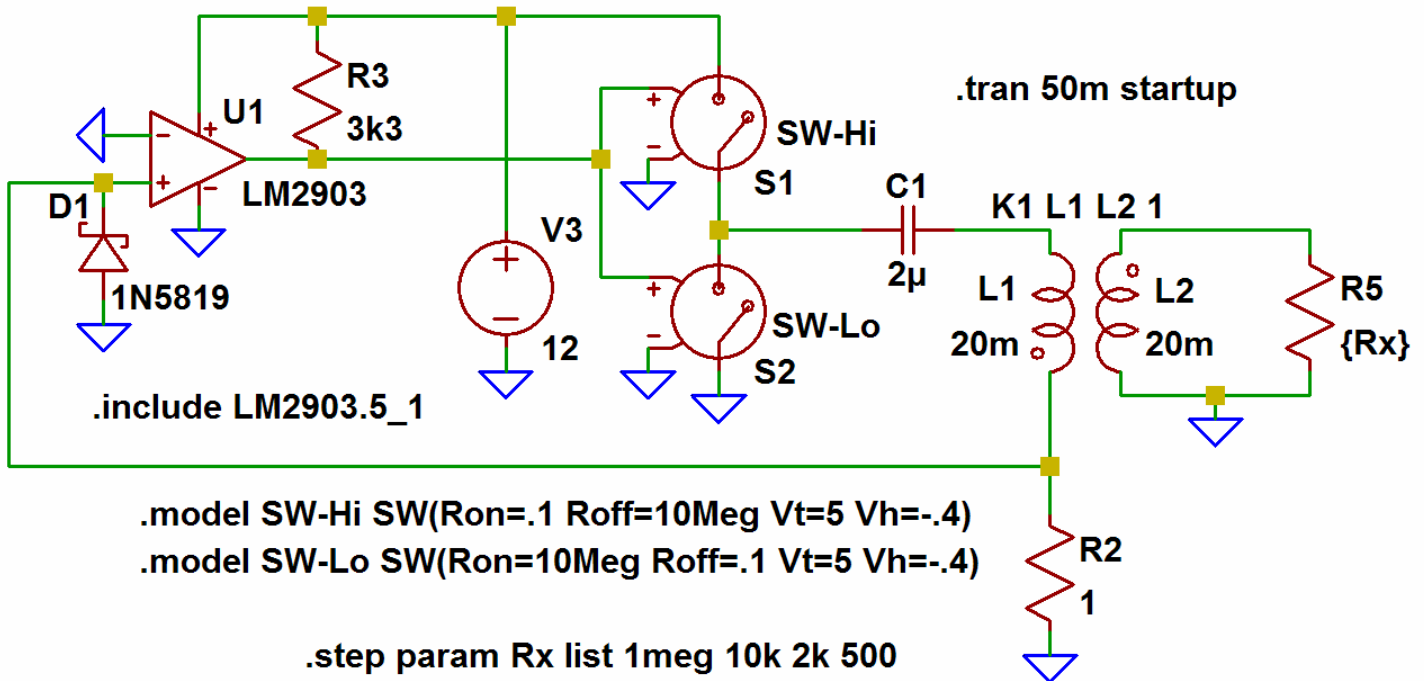 R3
3k3
U1
LM2903
D1
1N5819
V3
12
SW-Hi
S1
SW-Lo
S2
.tran 50m startup
C1
2µ
K1 L1 L2 1
L1
20m
L2
20m
R5
{Rx}
R2
1
.include LM2903.5_1
.model SW-Hi SW(Ron=.1 Roff=10Meg Vt=5 Vh=-.4)
.model SW-Lo SW(Ron=10Meg Roff=.1 Vt=5 Vh=-.4)
.step param Rx list 1meg 10k 2k 500